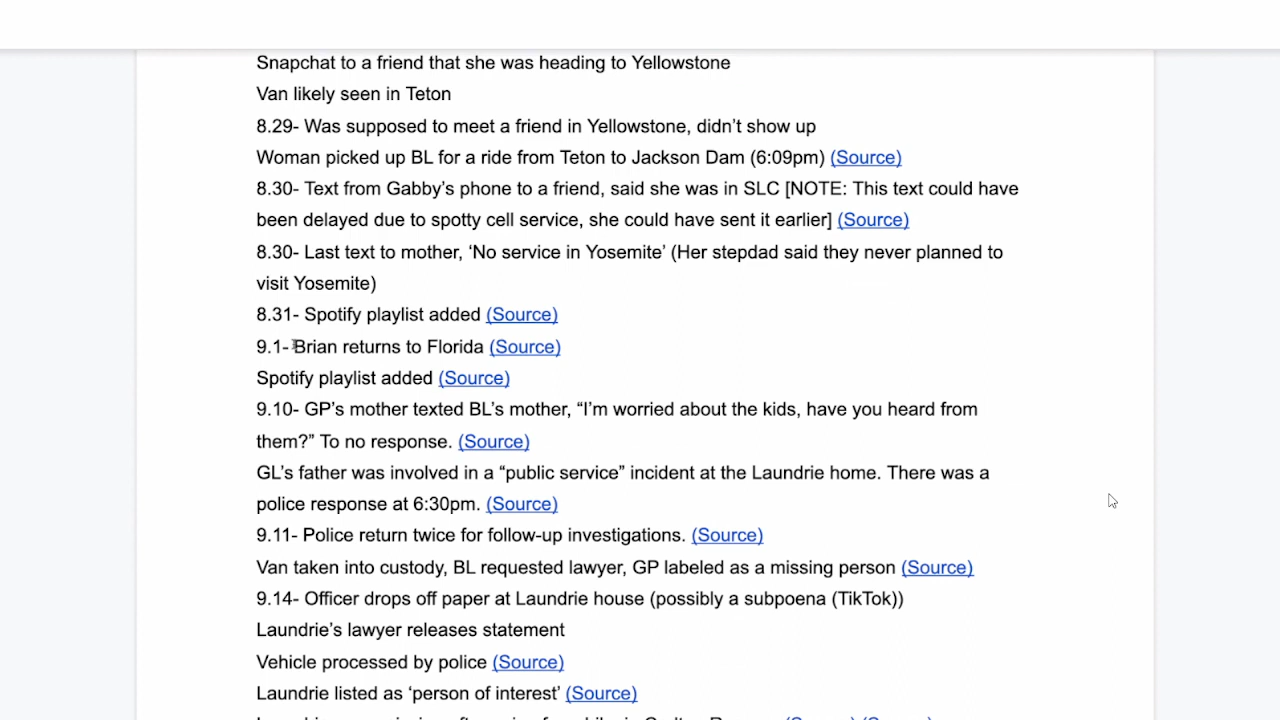 Snapchat to a friend that she was heading to Yellowstone
Van likely seen in Teton
8.29- Was supposed to meet a friend in Yellowstone, didn’t show up
Woman picked up BL for a ride from Teton to Jackson Dam (6:09pm) (Source)
8.30- Text from Gabby’s phone to a friend, said she was in SLC [NOTE: This text could have
been delayed due to spotty cell service, she could have sent it earlier] (Source)
8.30- Last text to mother, ‘No service in Yosemite’ (Her stepdad said they never planned to
visit Yosemite)
8.31- Spotify playlist added (Source)
9.1- Brian returns to Florida (Source)
Spotify playlist added (Source)
9.10- GP’s mother texted BL’s mother, “I’m worried about the kids, have you heard from
them?” To no response. (Source)
GL’s father was involved in a “public service” incident at the Laundrie home. There was a
police response at 6:30pm. (Source)
9.11- Police return twice for follow-up investigations. (Source)
Van taken into custody, BL requested lawyer, GP labeled as a missing person (Source)
9.14- Officer drops off paper at Laundrie house (possibly a subpoena (TikTok))
Laundrie’s lawyer releases statement
Vehicle processed by police (Source)
Laundrie listed as ‘person of interest’ (Source)